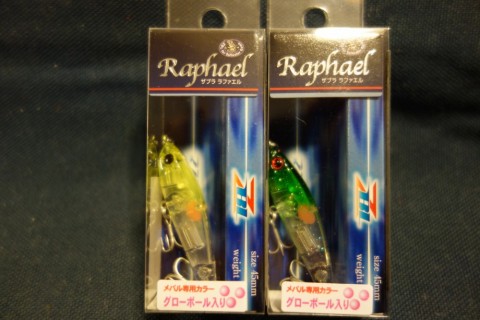 Raphael
ザブラ ラファエル
size 45mm
weight
メバル専用カラー
グローボール入り
Raphael
ザブラ ラファエル
size 45mm
weight
メバル専用カラー
グローボール入り